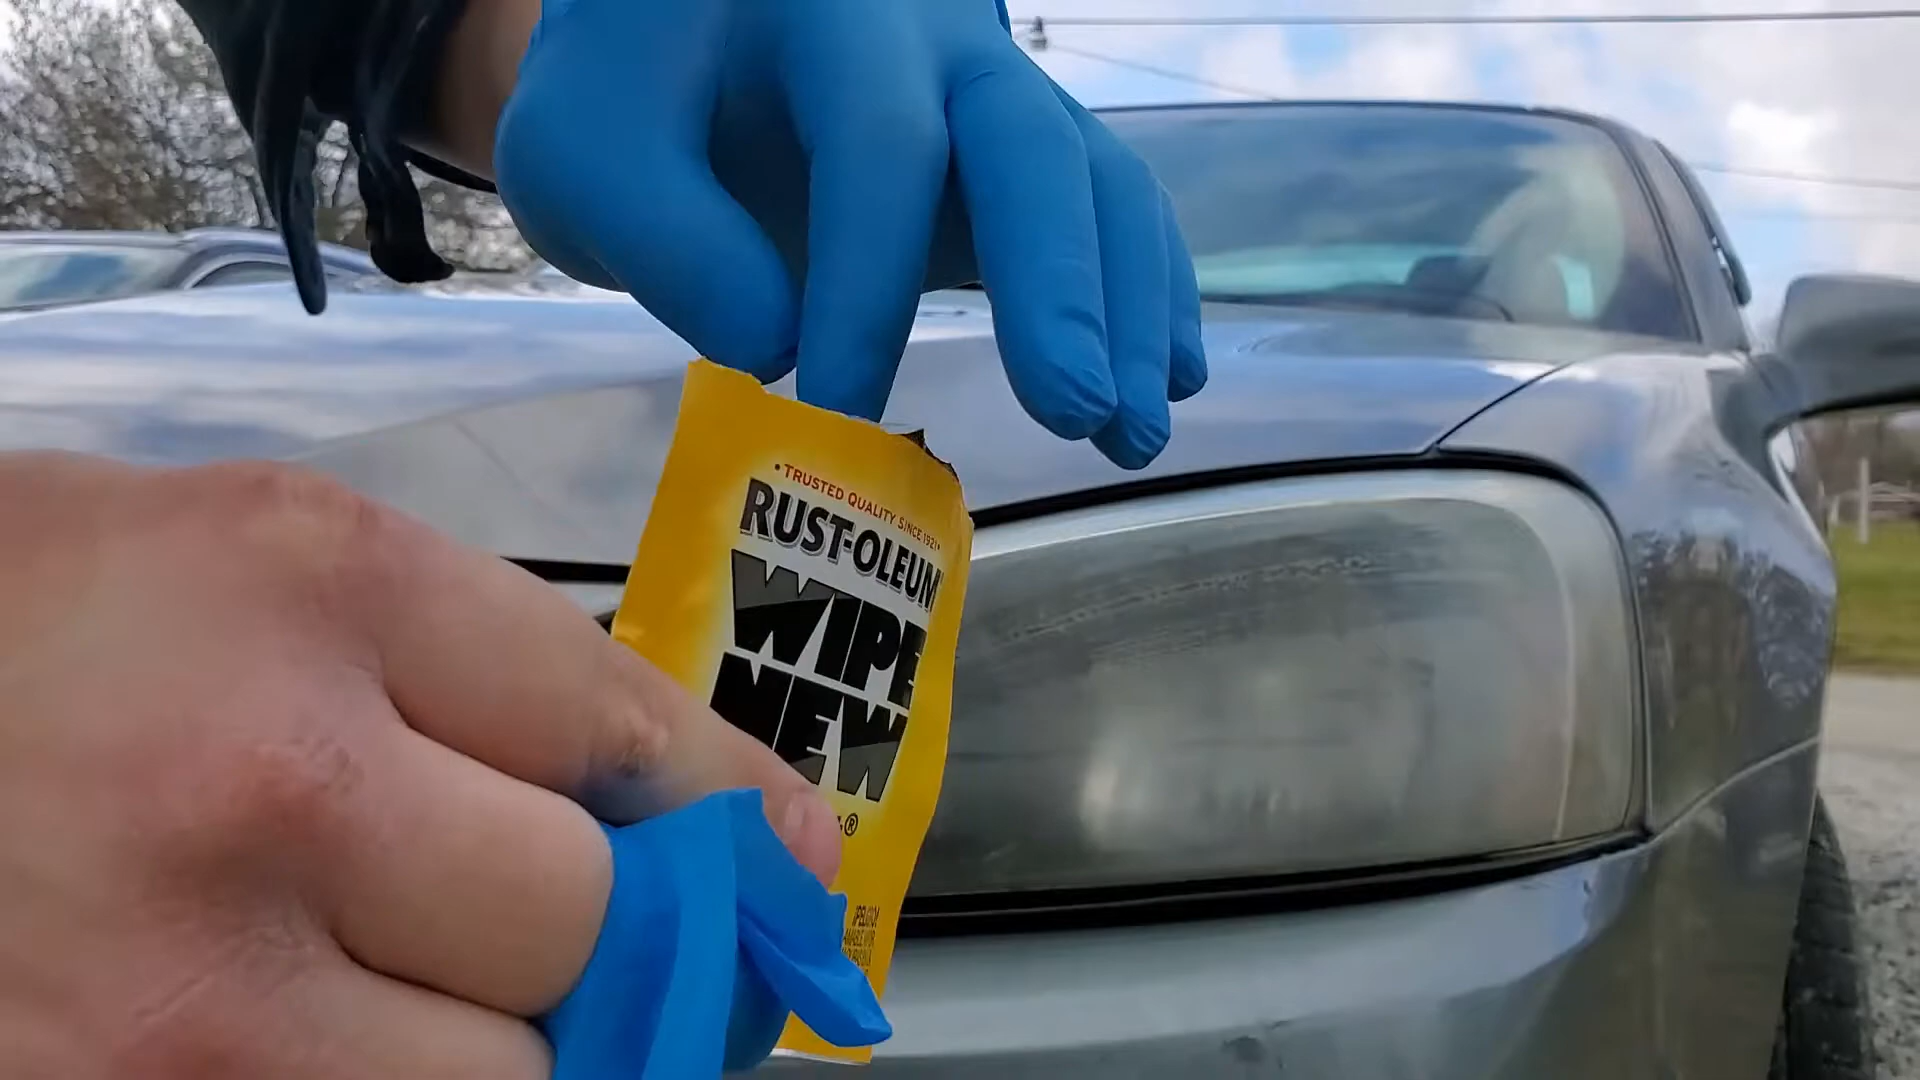 • TRUSTED QUALITY SINCE 1921 •
RUST-OLEUM
WIPE
NEW
®